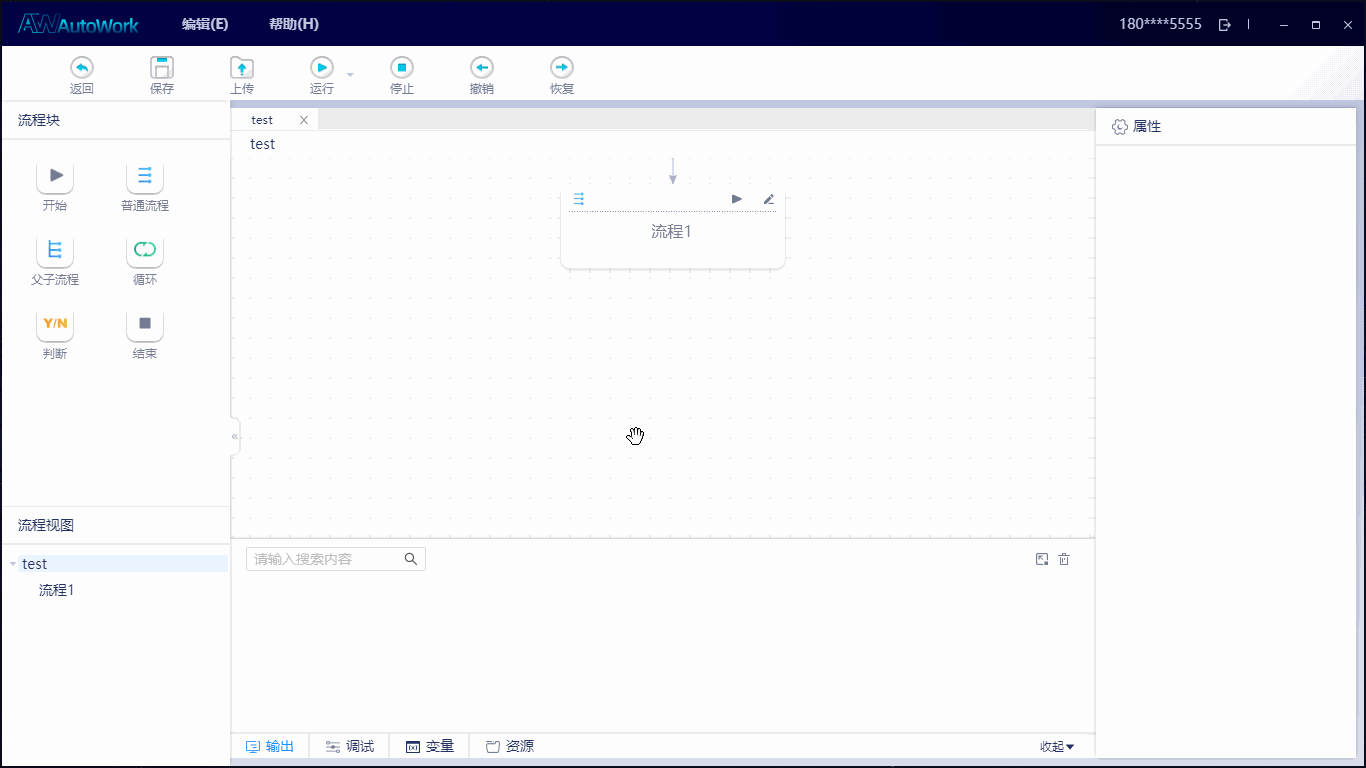 AW AutoWork 编辑(E) 帮助(H) 180****5555
返回 保存 上传 运行 停止 撤销 恢复
流程块
开始 普通流程
父子流程 循环
Y/N
判断 结束
流程视图
test
流程1
test
test
流程1
请输入搜索内容
输出 调试 变量 资源 收起
属性